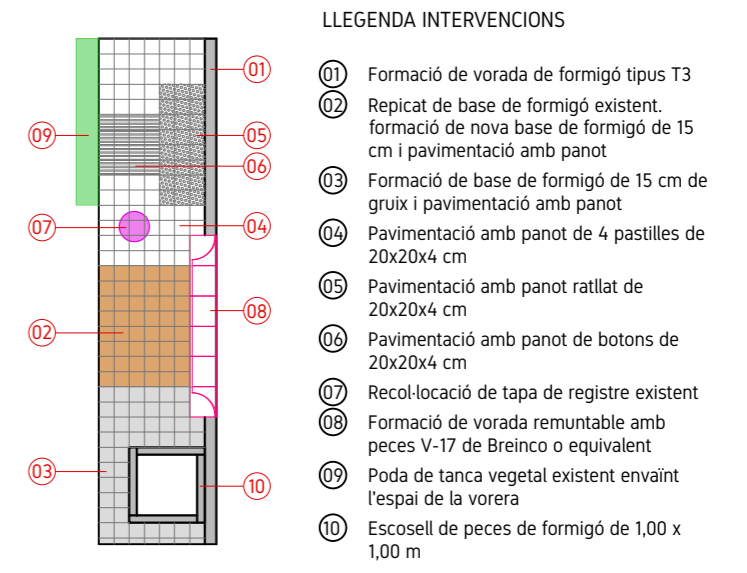 LLEGENDA INTERVENCIONS
01
09
05
06
07
04
08
02
03
10
01 Formació de vorada de formigó tipus T3
02 Repicat de base de formigó existent.
formació de nova base de formigó de 15
cm i pavimentació amb panot
03 Formació de base de formigó de 15 cm de
gruix i pavimentació amb panot
04 Pavimentació amb panot de 4 pastilles de
20x20x4 cm
05 Pavimentació amb panot ratllat de
20x20x4 cm
06 Pavimentació amb panot de botons de
20x20x4 cm
07 Recol·locació de tapa de registre existent
08 Formació de vorada remuntable amb
peces V-17 de Breinco o equivalent
09 Poda de tanca vegetal existent envaïnt
l'espai de la vorera
10 Escosell de peces de formigó de 1,00 x
1,00 m